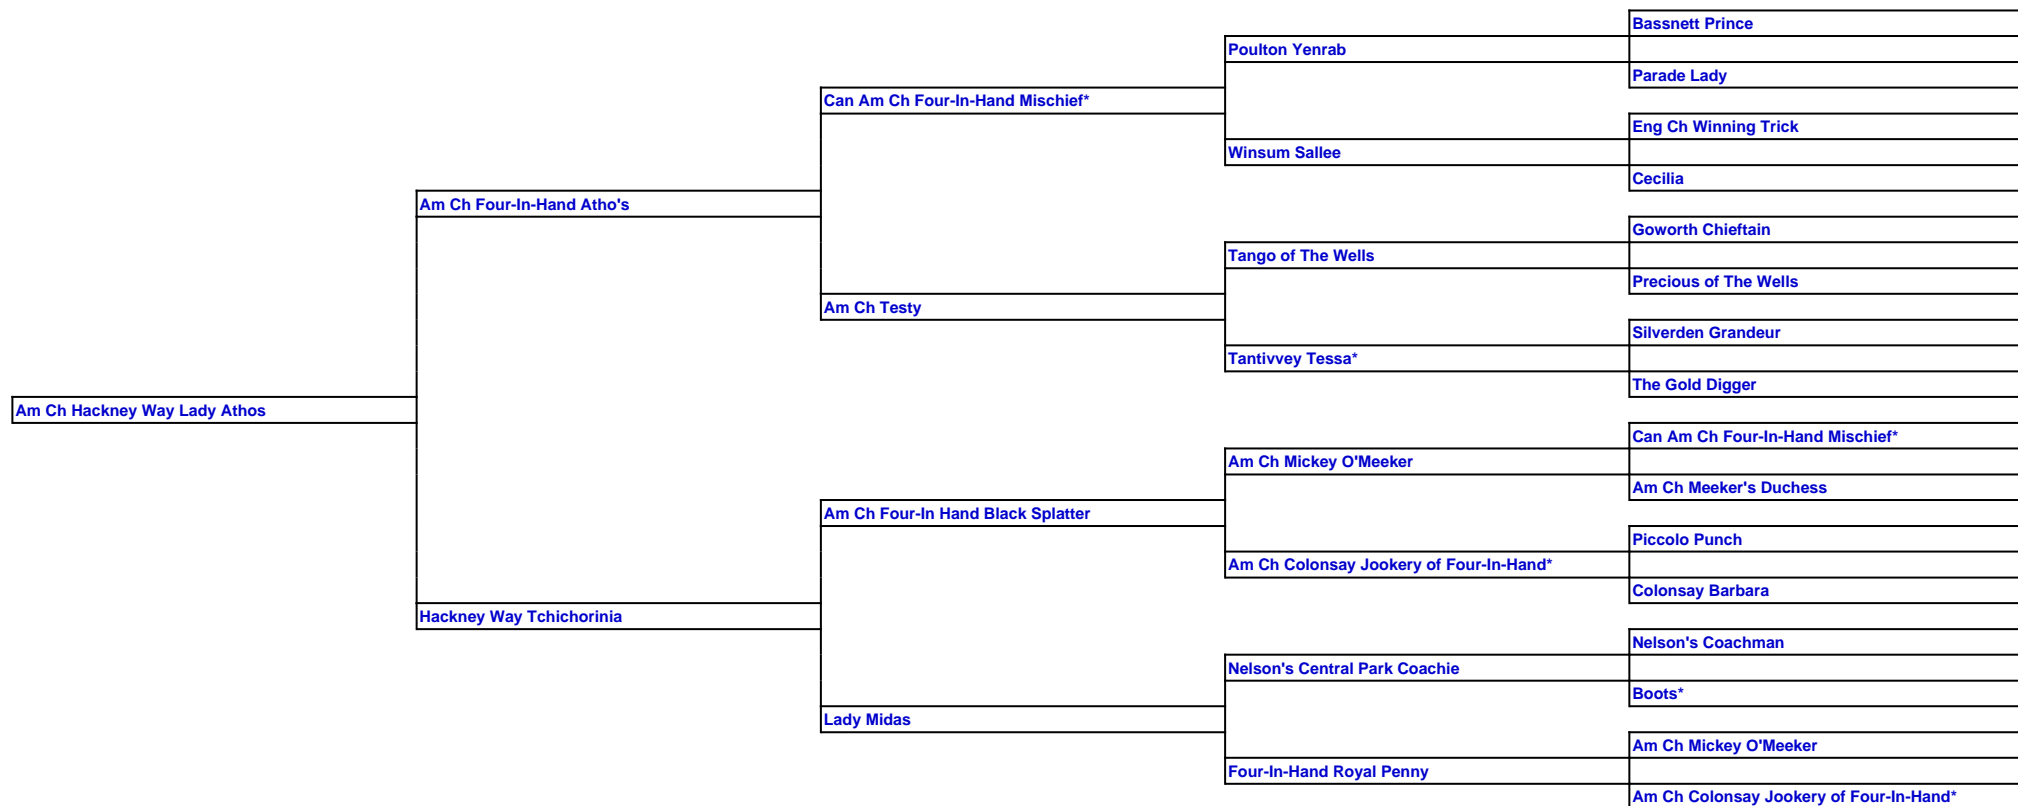 Bassnett Prince
Poulton Yenrab
Parade Lady
Can Am Ch Four-In-Hand Mischief*
Eng Ch Winning Trick
Winsum Sallee
Cecilia
Am Ch Four-In-Hand Atho's
Goworth Chieftain
Tango of The Wells
Precious of The Wells
Am Ch Testy
Silverden Grandeur
Tantivvey Tessa*
The Gold Digger
Am Ch Hackney Way Lady Athos
Can Am Ch Four-In-Hand Mischief*
Am Ch Mickey O'Meeker
Am Ch Meeker's Duchess
Am Ch Four-In Hand Black Splatter
Piccolo Punch
Am Ch Colonsay Jookery of Four-In-Hand*
Colonsay Barbara
Hackney Way Tchichorinia
Nelson's Coachman
Nelson's Central Park Coachie
Boots*
Lady Midas
Am Ch Mickey O'Meeker
Four-In-Hand Royal Penny
Am Ch Colonsay Jookery of Four-In-Hand*